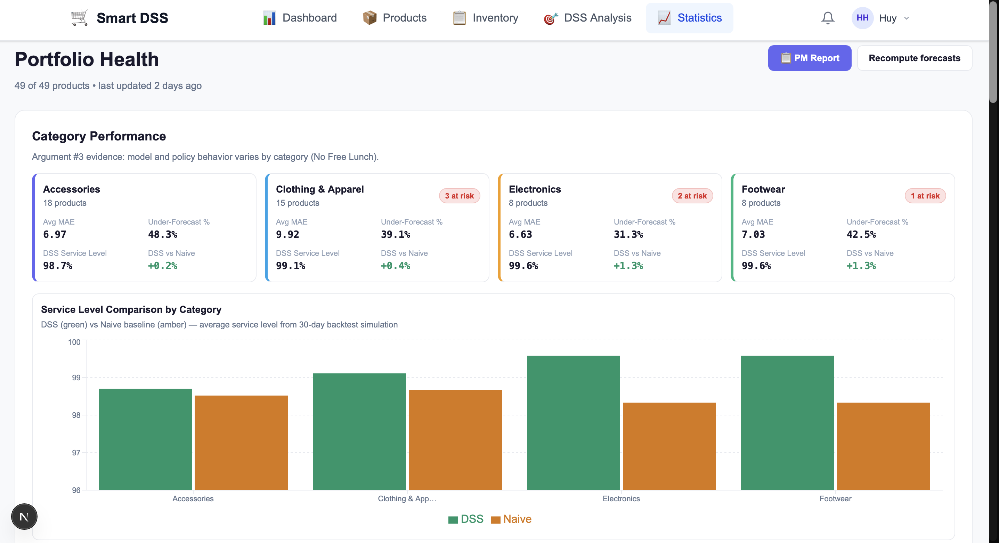 Smart DSS
Dashboard
Products
Inventory
DSS Analysis
Statistics
HH
Huy
Portfolio Health
PM Report
Recompute forecasts
49 of 49 products • last updated 2 days ago
Category Performance
Argument #3 evidence: model and policy behavior varies by category (No Free Lunch).
Accessories
18 products
Avg MAE
6.97
Under-Forecast %
48.3%
DSS Service Level
98.7%
DSS vs Naive
+0.2%
Clothing & Apparel
15 products
3 at risk
Avg MAE
9.92
Under-Forecast %
39.1%
DSS Service Level
99.1%
DSS vs Naive
+0.4%
Electronics
8 products
2 at risk
Avg MAE
6.63
Under-Forecast %
31.3%
DSS Service Level
99.6%
DSS vs Naive
+1.3%
Footwear
8 products
1 at risk
Avg MAE
7.03
Under-Forecast %
42.5%
DSS Service Level
99.6%
DSS vs Naive
+1.3%
Service Level Comparison by Category
DSS (green) vs Naive baseline (amber) — average service level from 30-day backtest simulation
100
99
98
97
96
Accessories
Clothing & App…
Electronics
Footwear
DSS
Naive
N